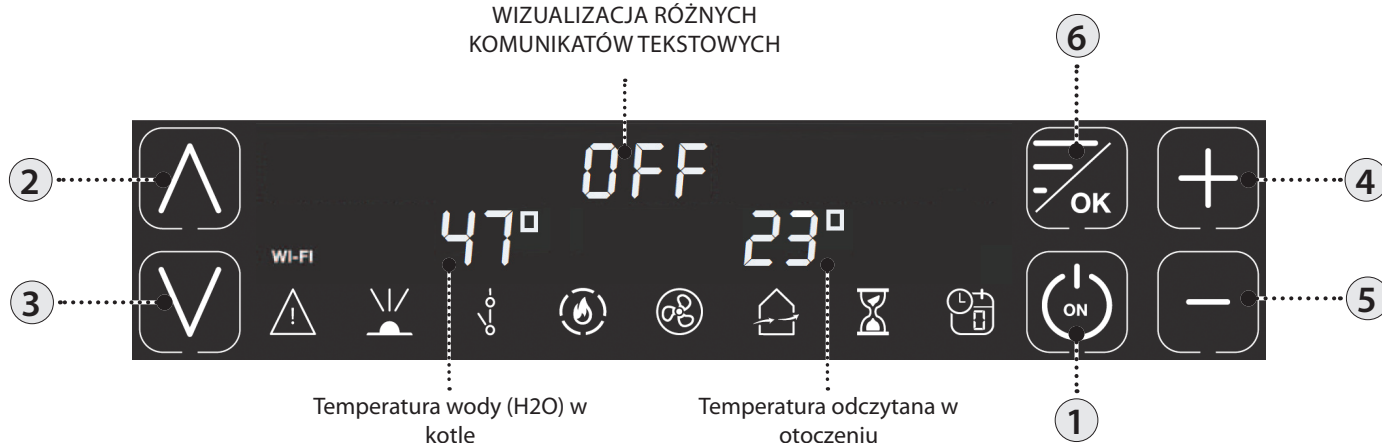 WIZUALIZACJA RÓŻNYCH
KOMUNIKATÓW TEKSTOWYCH
6
OFF
2
OK
4
47°
23°
WI-FI
3
ON
5
Temperatura wody (H2O) w
kotle
Temperatura odczytana w
otoczeniu
1